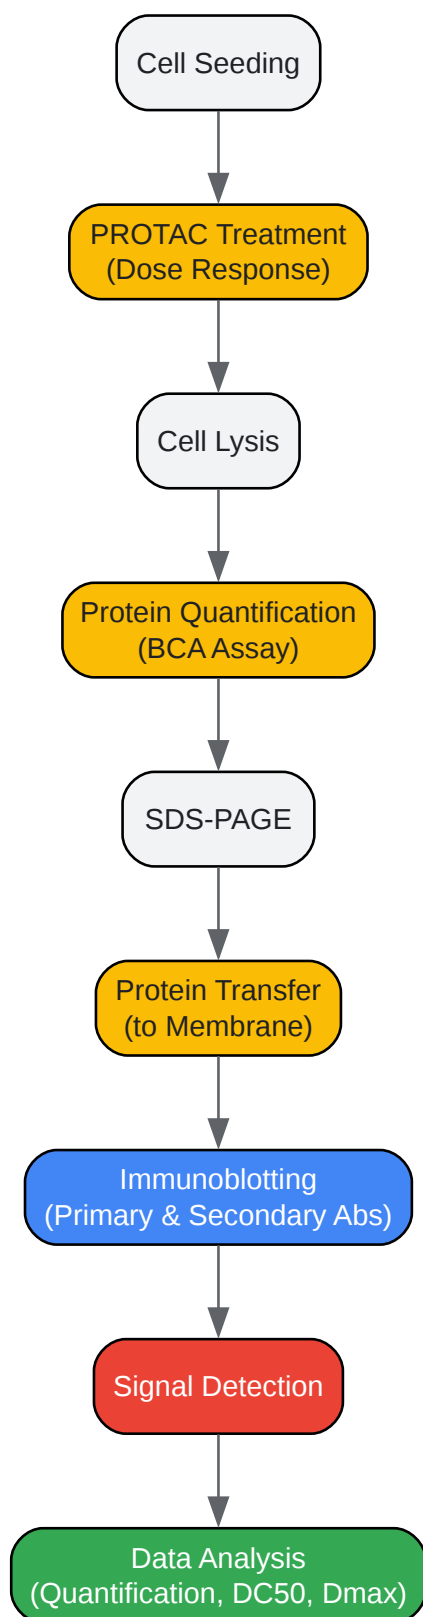 Cell Seeding
PROTAC Treatment
(Dose Response)
Cell Lysis
Protein Quantification
(BCA Assay)
SDS-PAGE
Protein Transfer
(to Membrane)
Immunoblotting
(Primary & Secondary Abs)
Signal Detection
Data Analysis
(Quantification, DC50, Dmax)